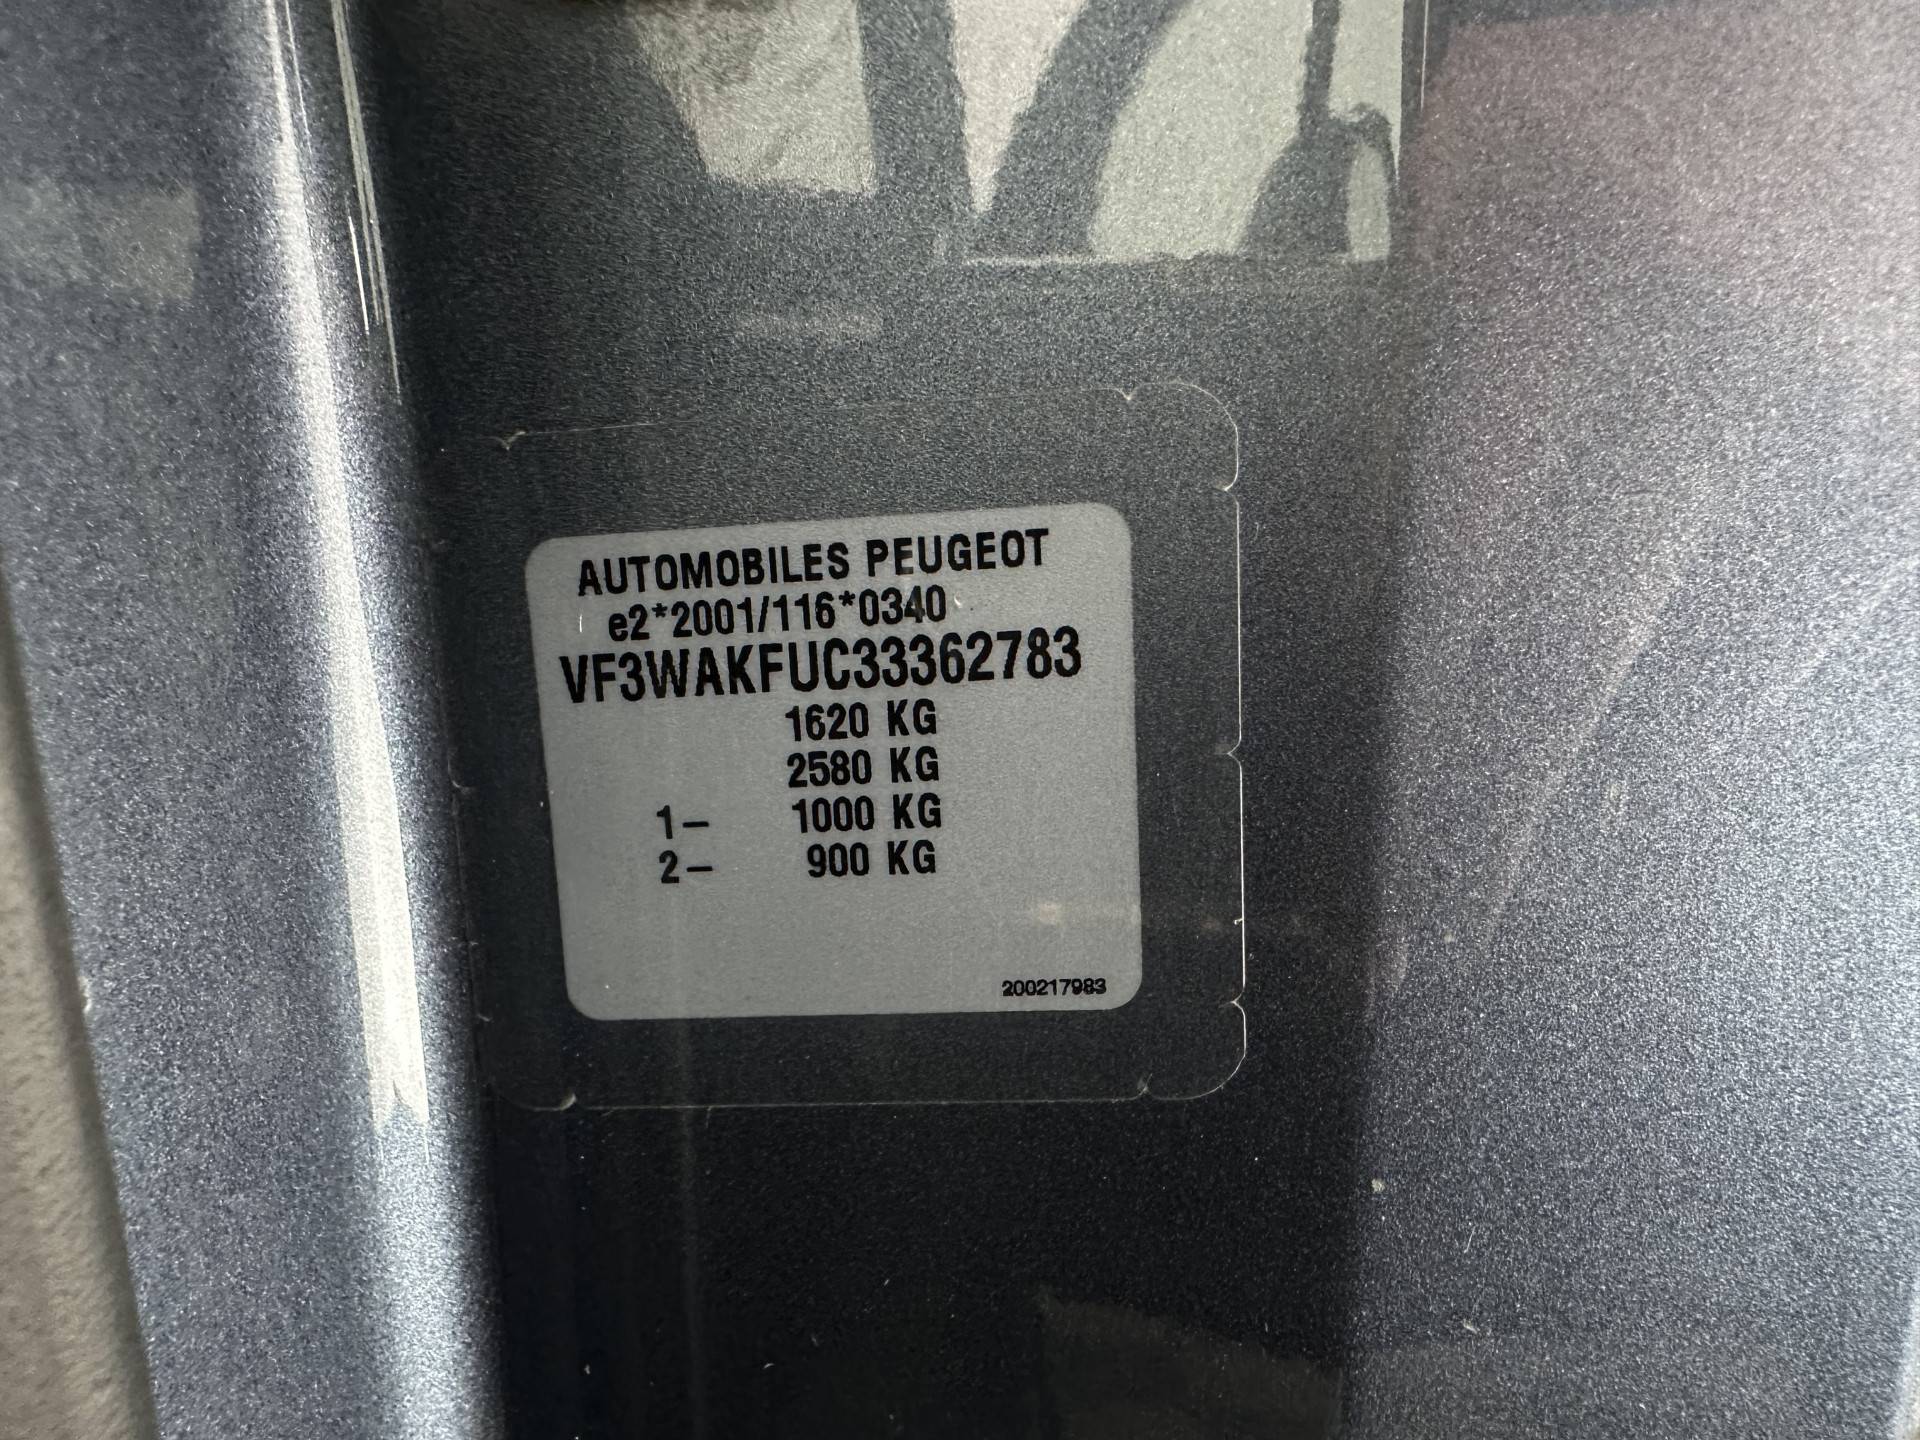 AUTOMOBILES PEUGEOT
e2*2001/116*0340
VF3WAKFUC33362783
1620 KG
2580 KG
1- 1000 KG
2- 900 KG
200217983